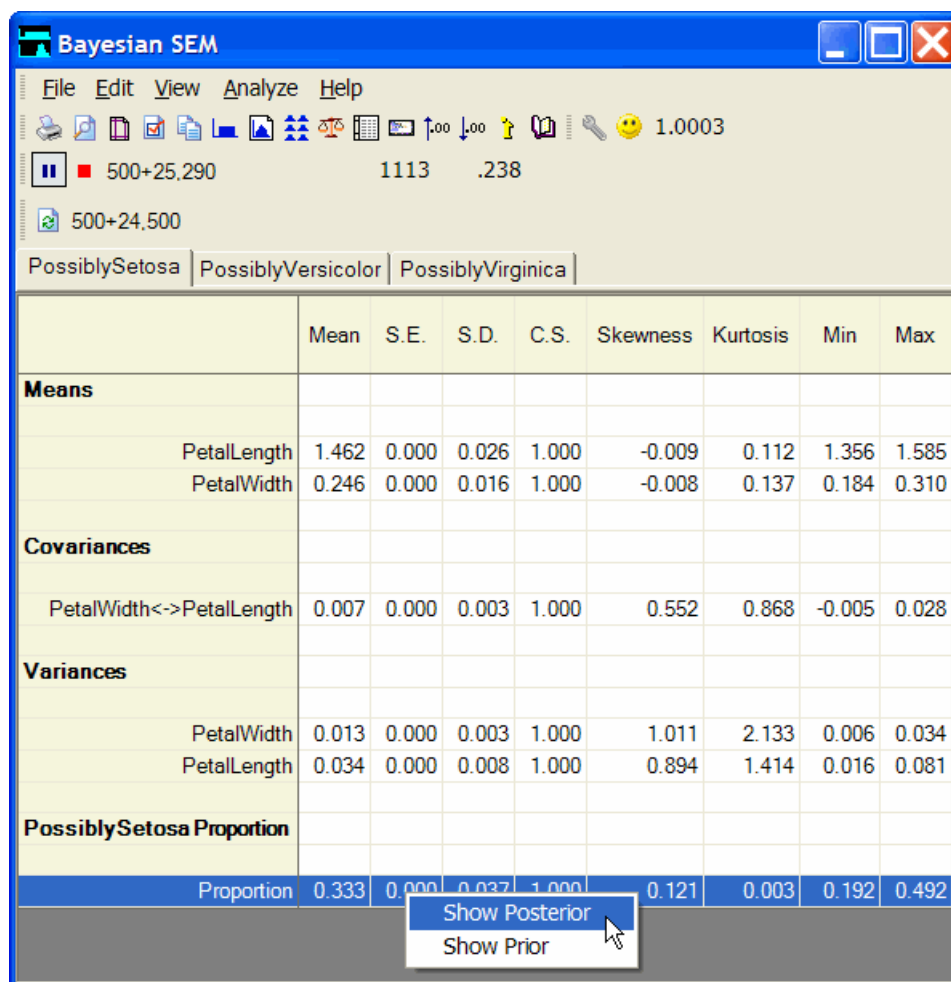 Bayesian SEM
File Edit View Analyze Help
1.0003
500+25,290 1113 .238
500+24,500
PossiblySetosa PossiblyVersicolor PossiblyVirginica
Mean S.E. S.D. C.S. Skewness Kurtosis Min Max
Means
PetalLength 1.462 0.000 0.026 1.000 -0.009 0.112 1.356 1.585
PetalWidth 0.246 0.000 0.016 1.000 -0.008 0.137 0.184 0.310
Covariances
PetalWidth<->PetalLength 0.007 0.000 0.003 1.000 0.552 0.868 -0.005 0.028
Variances
PetalWidth 0.013 0.000 0.003 1.000 1.011 2.133 0.006 0.034
PetalLength 0.034 0.000 0.008 1.000 0.894 1.414 0.016 0.081
PossiblySetosa Proportion
Proportion 0.333 0.000 0.037 1.000 0.121 0.003 0.192 0.492
Show Posterior
Show Prior